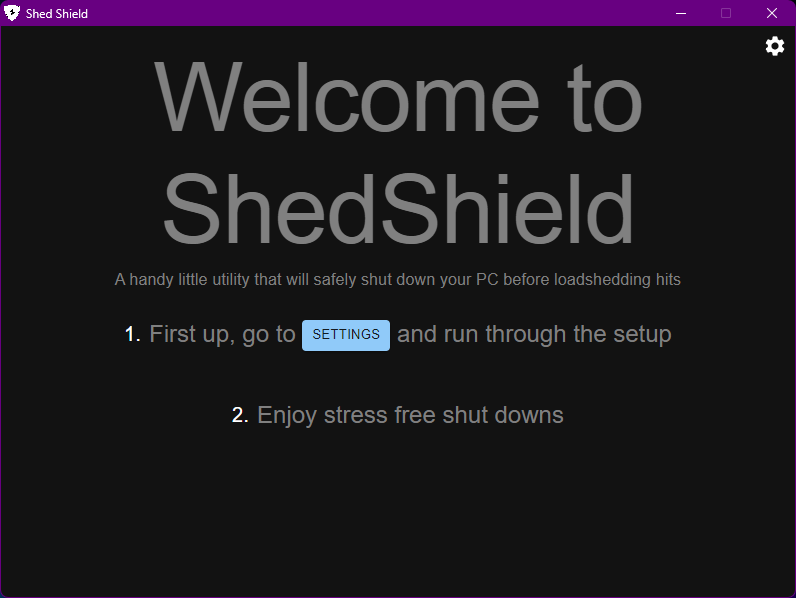 Shed Shield
Welcome to
ShedShield
A handy little utility that will safely shut down your PC before loadshedding hits
1. First up, go to SETTINGS and run through the setup
2. Enjoy stress free shut downs